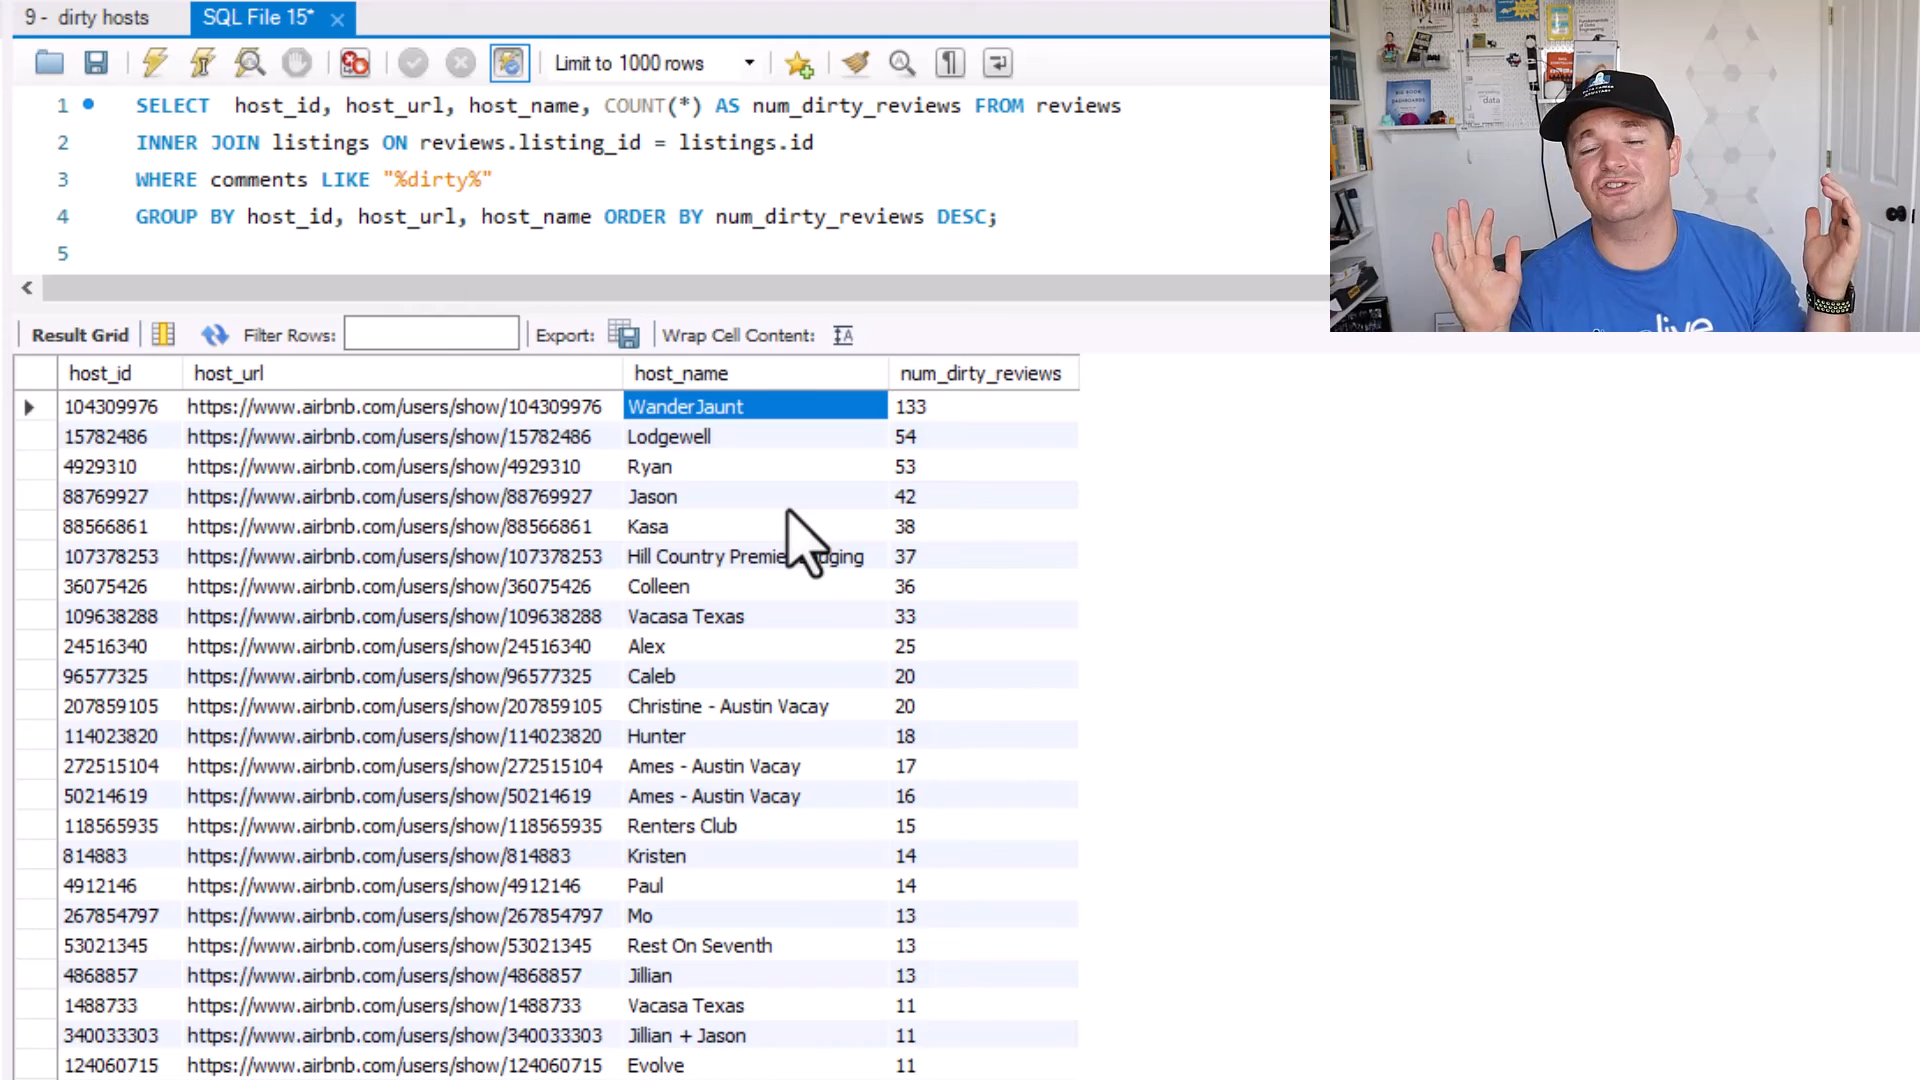 9 - dirty hosts
SQL File 15*
Limit to 1000 rows
1 SELECT host_id, host_url, host_name, COUNT(*) AS num_dirty_reviews FROM reviews
2 INNER JOIN listings ON reviews.listing_id = listings.id
3 WHERE comments LIKE "%dirty%"
4 GROUP BY host_id, host_url, host_name ORDER BY num_dirty_reviews DESC;
5
Result Grid Filter Rows: Export: Wrap Cell Content:
host_id host_url host_name num_dirty_reviews
104309976 https://www.airbnb.com/users/show/104309976 WanderJaunt 133
15782486 https://www.airbnb.com/users/show/15782486 Lodgewell 54
4929310 https://www.airbnb.com/users/show/4929310 Ryan 53
88769927 https://www.airbnb.com/users/show/88769927 Jason 42
88566861 https://www.airbnb.com/users/show/88566861 Kasa 38
107378253 https://www.airbnb.com/users/show/107378253 Hill Country 37
36075426 https://www.airbnb.com/users/show/36075426 Colleen 36
109638288 https://www.airbnb.com/users/show/109638288 Vacasa Texas 33
24516340 https://www.airbnb.com/users/show/24516340 Alex 25
96577325 https://www.airbnb.com/users/show/96577325 Caleb 20
207859105 https://www.airbnb.com/users/show/207859105 Christine - Austin Vacay 20
114023820 https://www.airbnb.com/users/show/114023820 Hunter 18
272515104 https://www.airbnb.com/users/show/272515104 Ames - Austin Vacay 17
50214619 https://www.airbnb.com/users/show/50214619 Ames - Austin Vacay 16
118565935 https://www.airbnb.com/users/show/118565935 Renters Club 15
814883 https://www.airbnb.com/users/show/814883 Kristen 14
4912146 https://www.airbnb.com/users/show/4912146 Paul 14
267854797 https://www.airbnb.com/users/show/267854797 Mo 13
53021345 https://www.airbnb.com/users/show/53021345 Rest On Seventh 13
4868857 https://www.airbnb.com/users/show/4868857 Jillian 13
1488733 https://www.airbnb.com/users/show/1488733 Vacasa Texas 11
340033303 https://www.airbnb.com/users/show/340033303 Jillian + Jason 11
124060715 https://www.airbnb.com/users/show/124060715 Evolve 11
BIG BOOK
DASHBOARDS
data
live